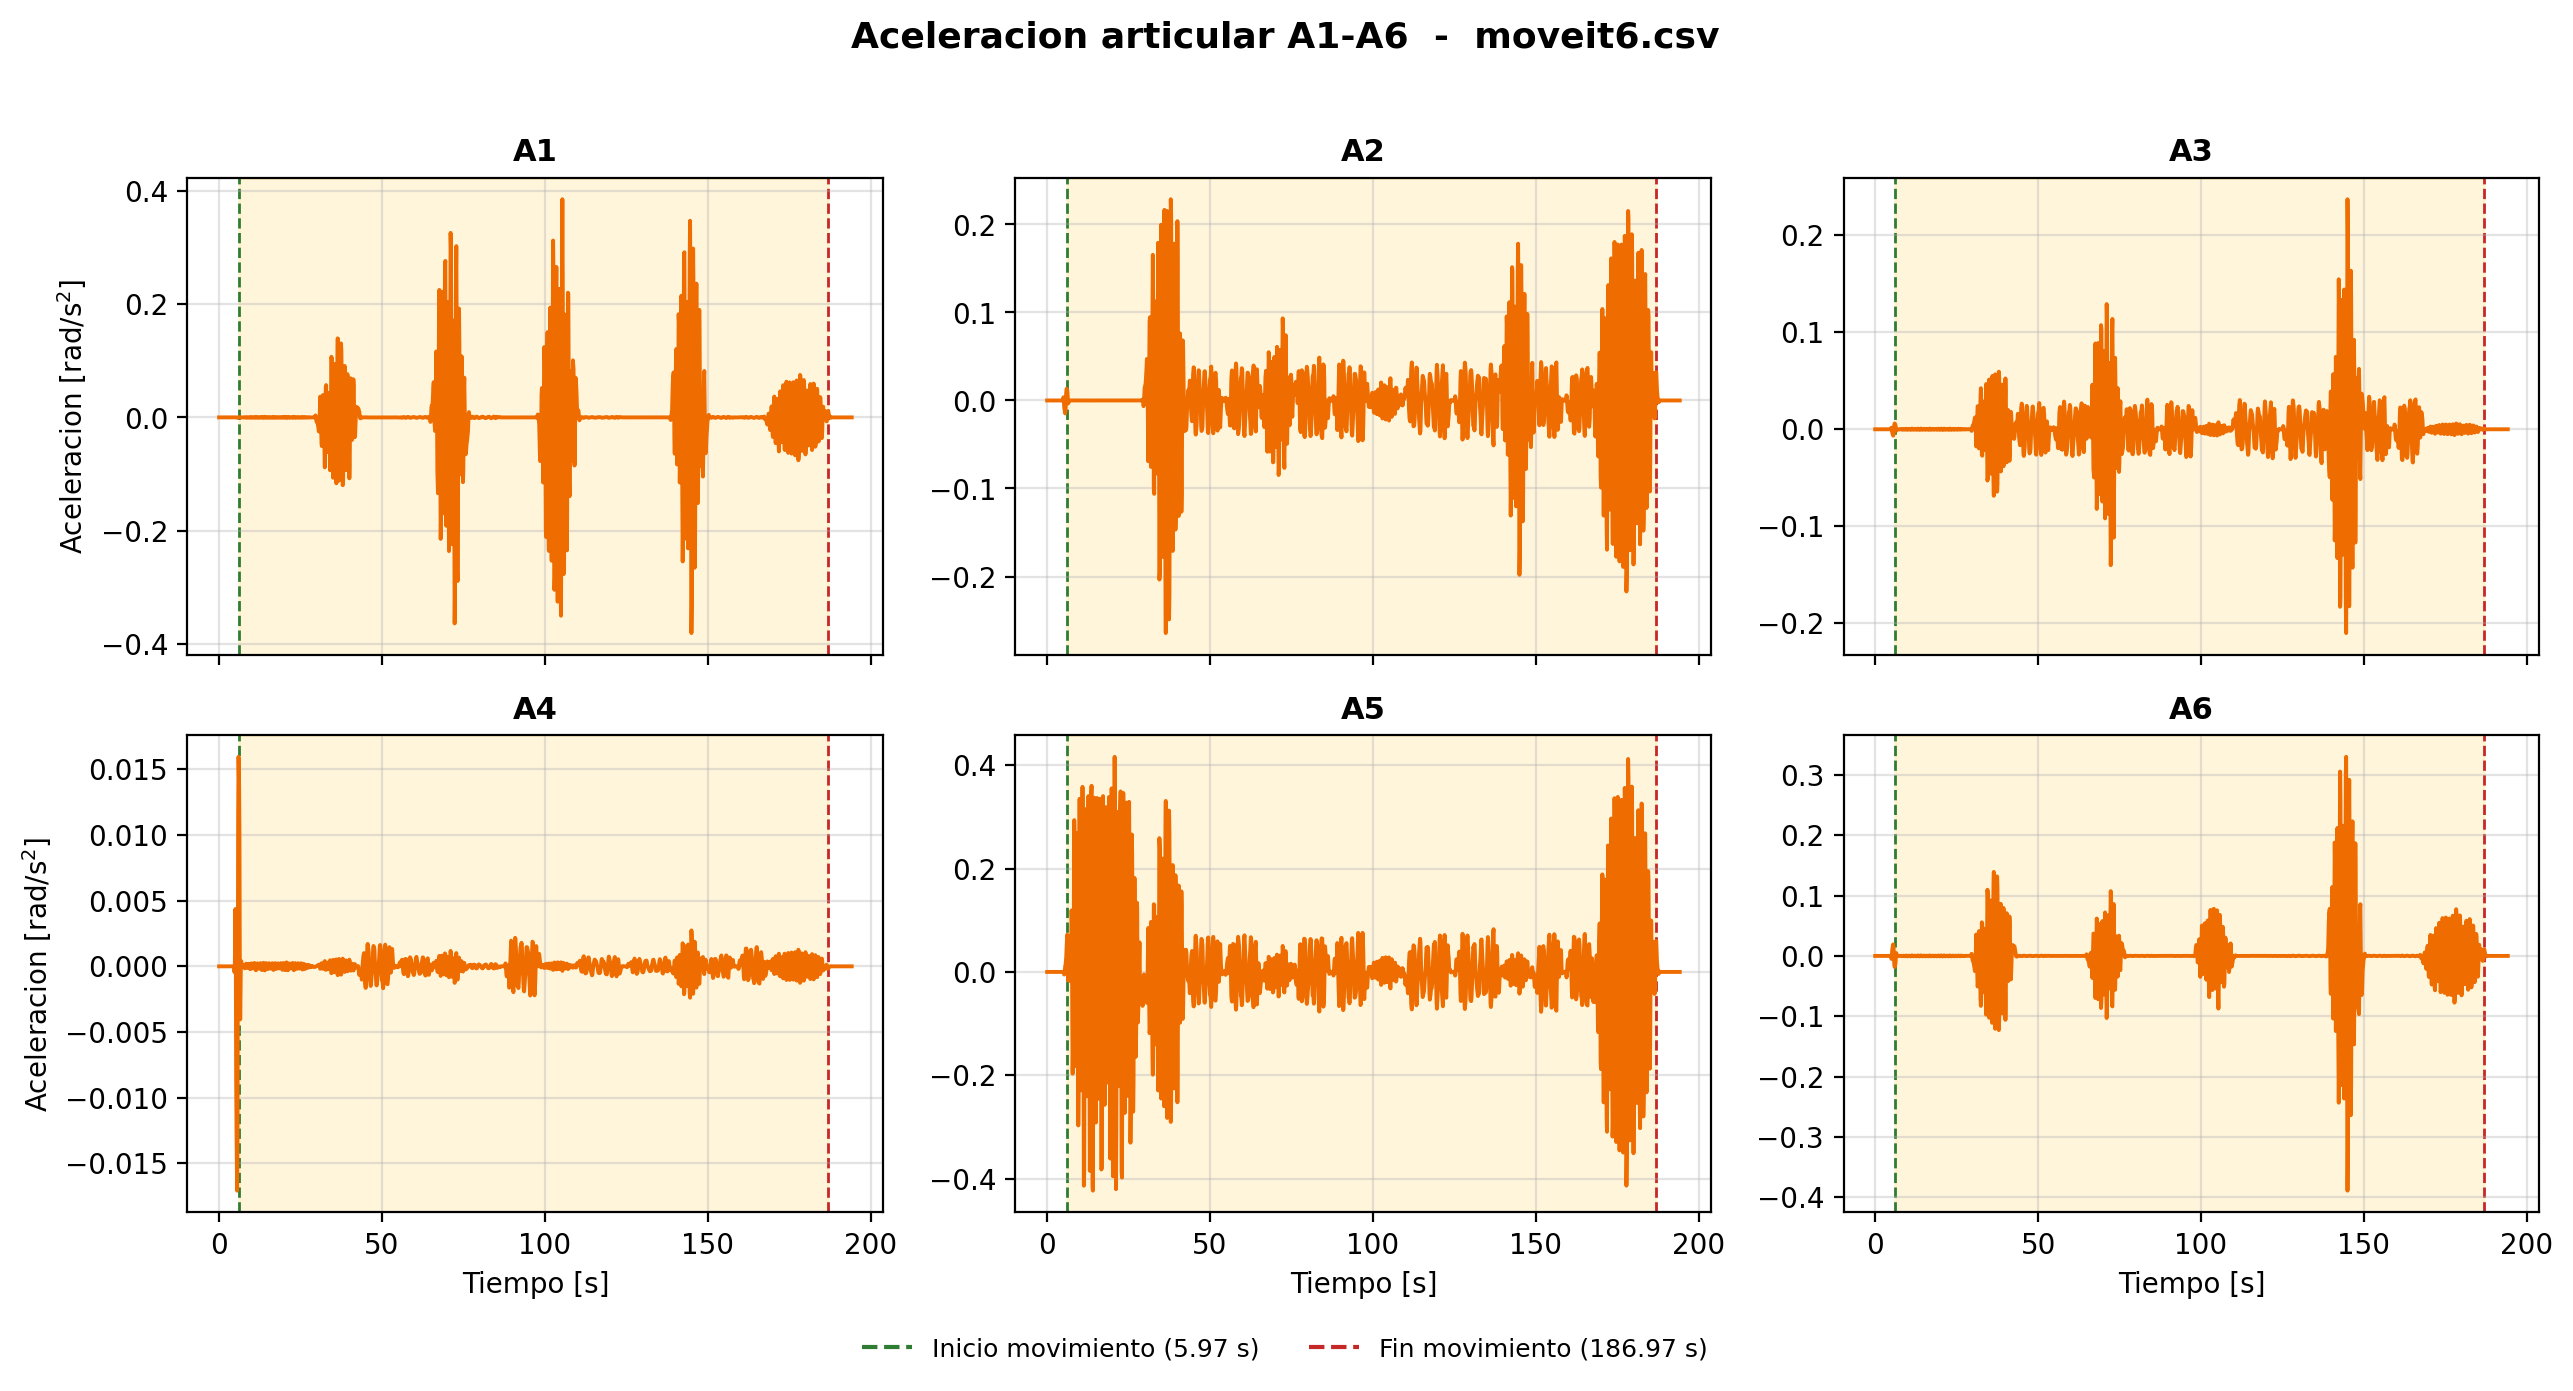 Aceleracion articular A1-A6  -  moveit6.csv
A1
A2
A3
0.4
0.2
0.0
−0.2
−0.4
Aceleracion [rad/s²]
0.2
0.1
0.0
−0.1
−0.2
0.2
0.1
0.0
−0.1
−0.2
A4
A5
A6
0.015
0.010
0.005
0.000
−0.005
−0.010
−0.015
Aceleracion [rad/s²]
0.4
0.2
0.0
−0.2
−0.4
0.3
0.2
0.1
0.0
−0.1
−0.2
−0.3
−0.4
0 50 100 150 200
0 50 100 150 200
0 50 100 150 200
Tiempo [s]
Tiempo [s]
Tiempo [s]
Inicio movimiento (5.97 s)
Fin movimiento (186.97 s)